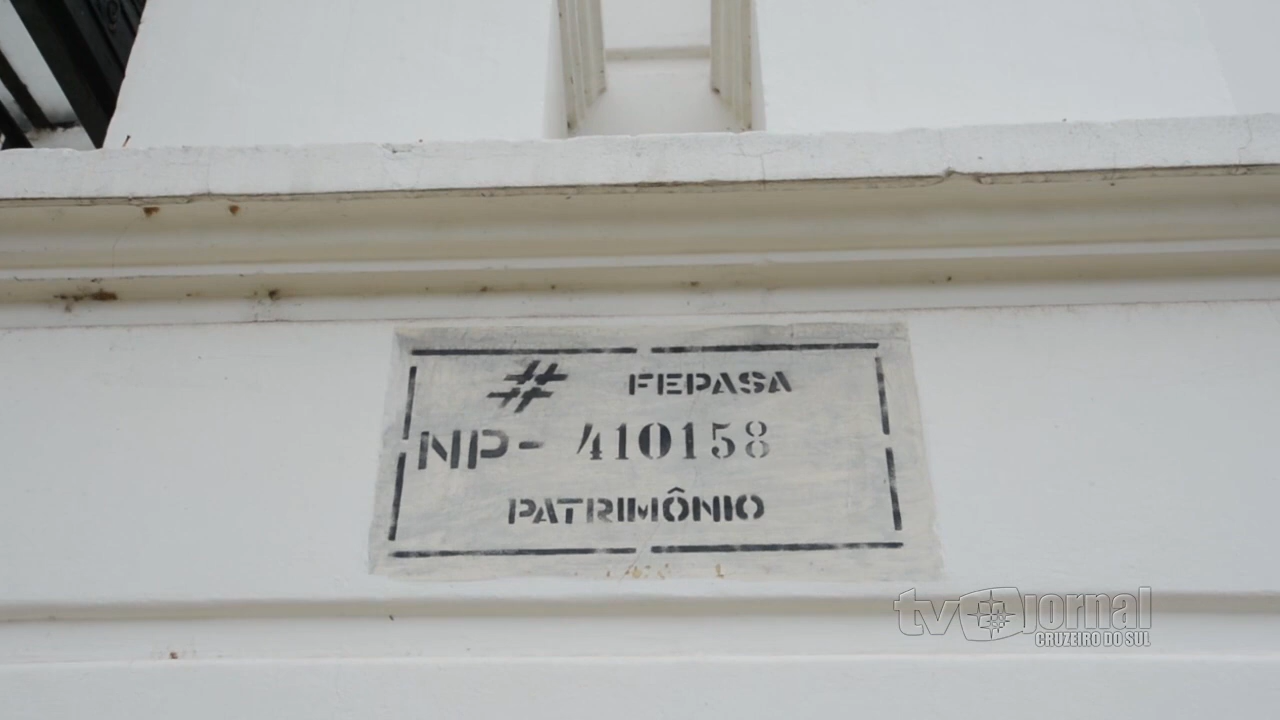 FEPASA
NP- 410158
PATRIMÔNIO
tv jornal
CRUZEIRO DO SUL